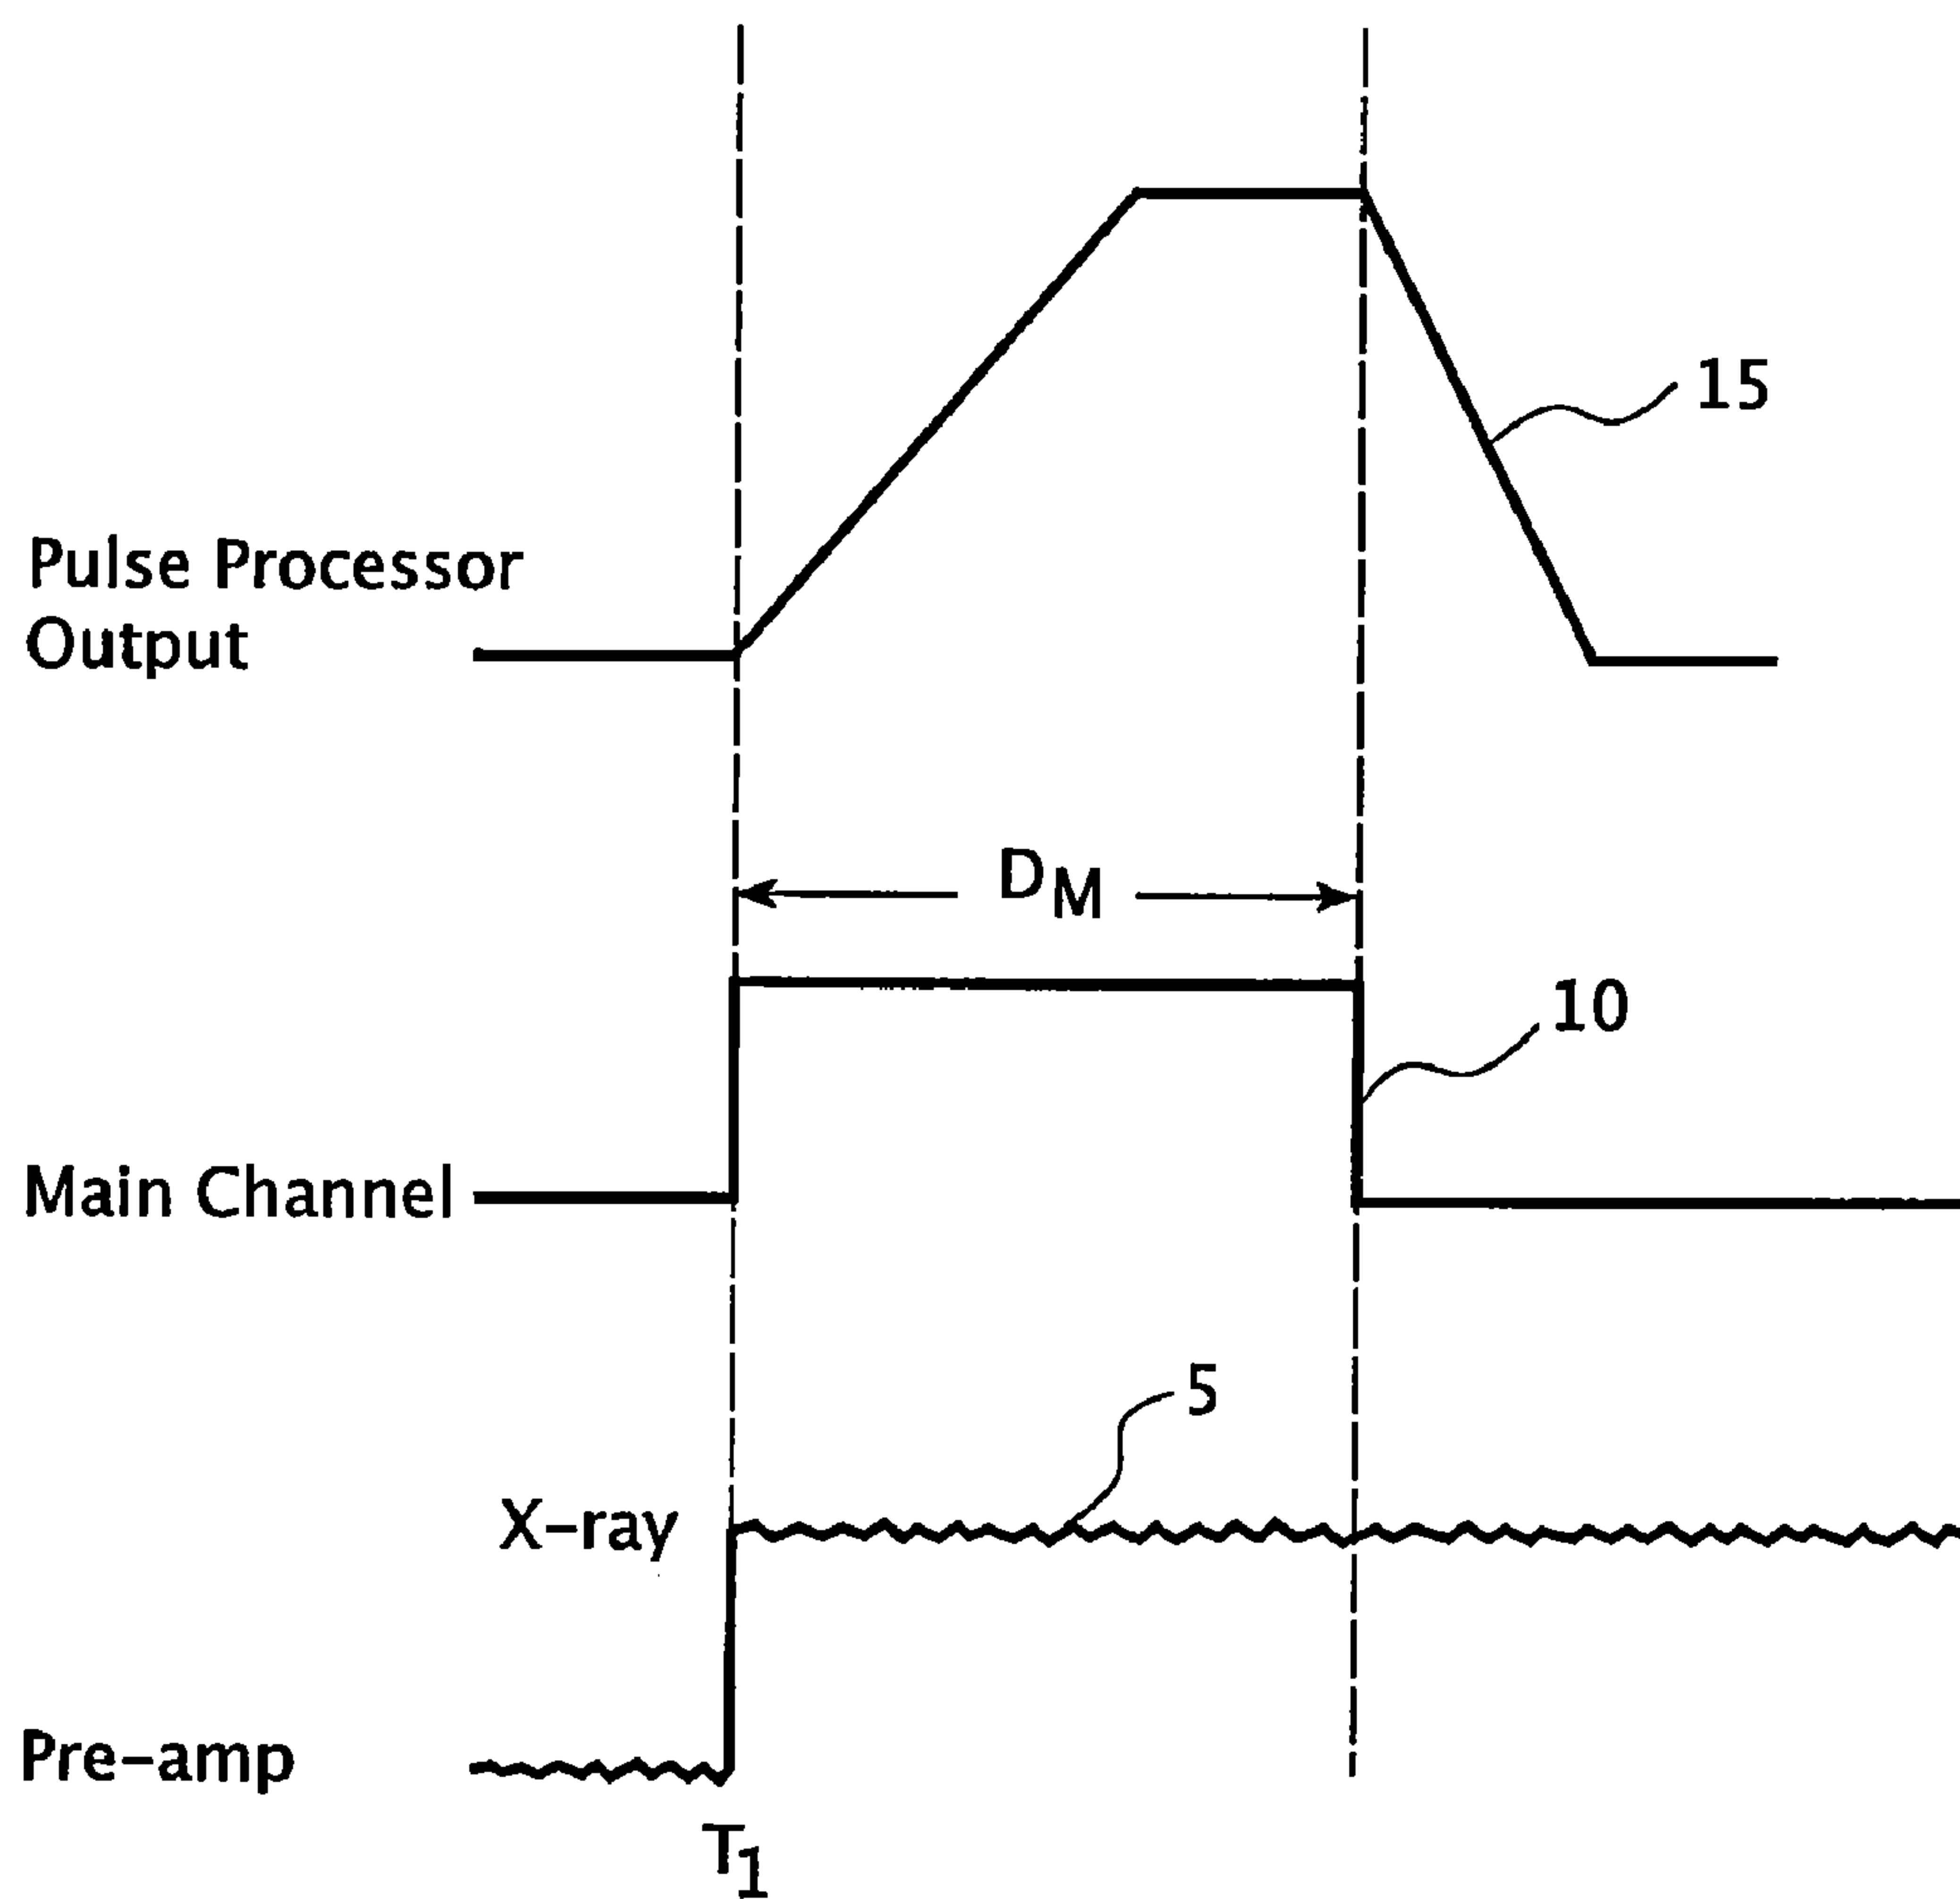 15
Pulse Processor
Output
DM
10
Main Channel
5
X-ray
Pre-amp
T1